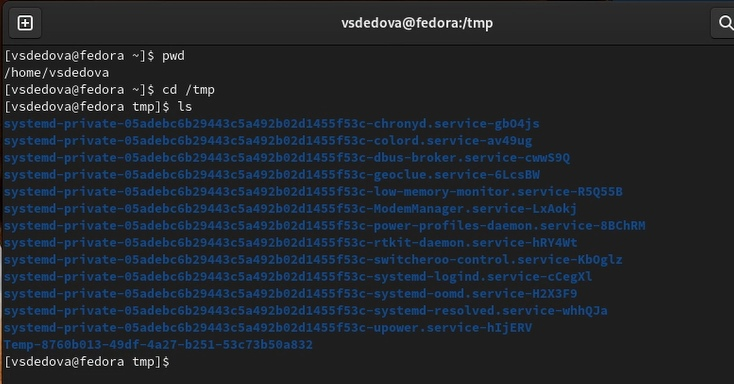 vsdedova@fedora:/tmp
[vsdedova@fedora ~]$ pwd
/home/vsdedova
[vsdedova@fedora ~]$ cd /tmp
[vsdedova@fedora tmp]$ ls
systemd-private-05adebc6b29443c5a492b02d1455f53c-chronyd.service-gbO4js
systemd-private-05adebc6b29443c5a492b02d1455f53c-colord.service-av49ug
systemd-private-05adebc6b29443c5a492b02d1455f53c-dbus-broker.service-cwwS9Q
systemd-private-05adebc6b29443c5a492b02d1455f53c-geoclue.service-6LcsBW
systemd-private-05adebc6b29443c5a492b02d1455f53c-low-memory-monitor.service-R5Q55B
systemd-private-05adebc6b29443c5a492b02d1455f53c-ModemManager.service-LxAokj
systemd-private-05adebc6b29443c5a492b02d1455f53c-power-profiles-daemon.service-8BChRM
systemd-private-05adebc6b29443c5a492b02d1455f53c-rtkit-daemon.service-hRY4Wt
systemd-private-05adebc6b29443c5a492b02d1455f53c-switcheroo-control.service-KbOglz
systemd-private-05adebc6b29443c5a492b02d1455f53c-systemd-logind.service-cCegXl
systemd-private-05adebc6b29443c5a492b02d1455f53c-systemd-oomd.service-H2X3F9
systemd-private-05adebc6b29443c5a492b02d1455f53c-systemd-resolved.service-whhQJa
systemd-private-05adebc6b29443c5a492b02d1455f53c-upower.service-hIjERV
Temp-8760b013-49df-4a27-b251-53c73b50a832
[vsdedova@fedora tmp]$